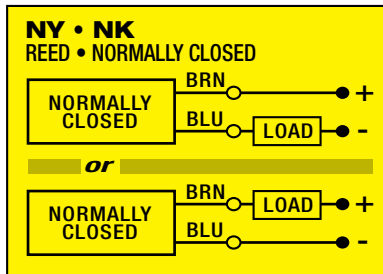 NY • NK
REED • NORMALLY CLOSED
BRN
+
NORMALLY
CLOSED
BLU
LOAD
-
or
BRN
LOAD
+
NORMALLY
CLOSED
BLU
-